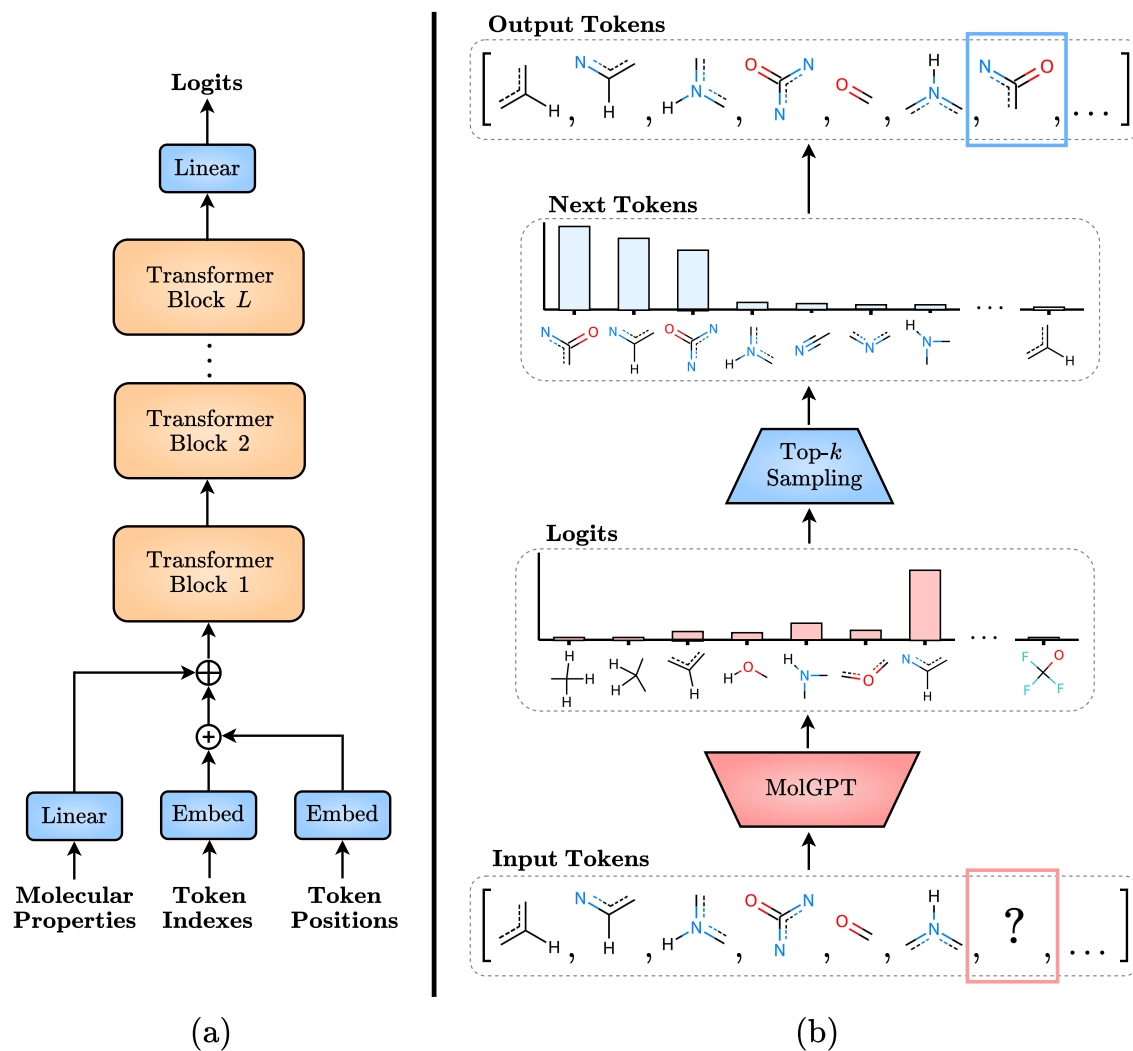 Logits
Linear
Transformer
Block L
Transformer
Block 2
Transformer
Block 1
Linear
Embed
Embed
Molecular
Properties
Token
Indexes
Token
Positions
(a)
Output Tokens
[ H , N H , H N , O N N , O , H N , N O , ... ]
Next Tokens
...
N O
N H
O N N
H N
N
N
H N
H
Top-k
Sampling
Logits
...
H H H
H H
H
H O
H N
O
N H
F O F F
MolGPT
Input Tokens
[ H , N H , H N , O N N , O , H N , ? , ... ]
(b)